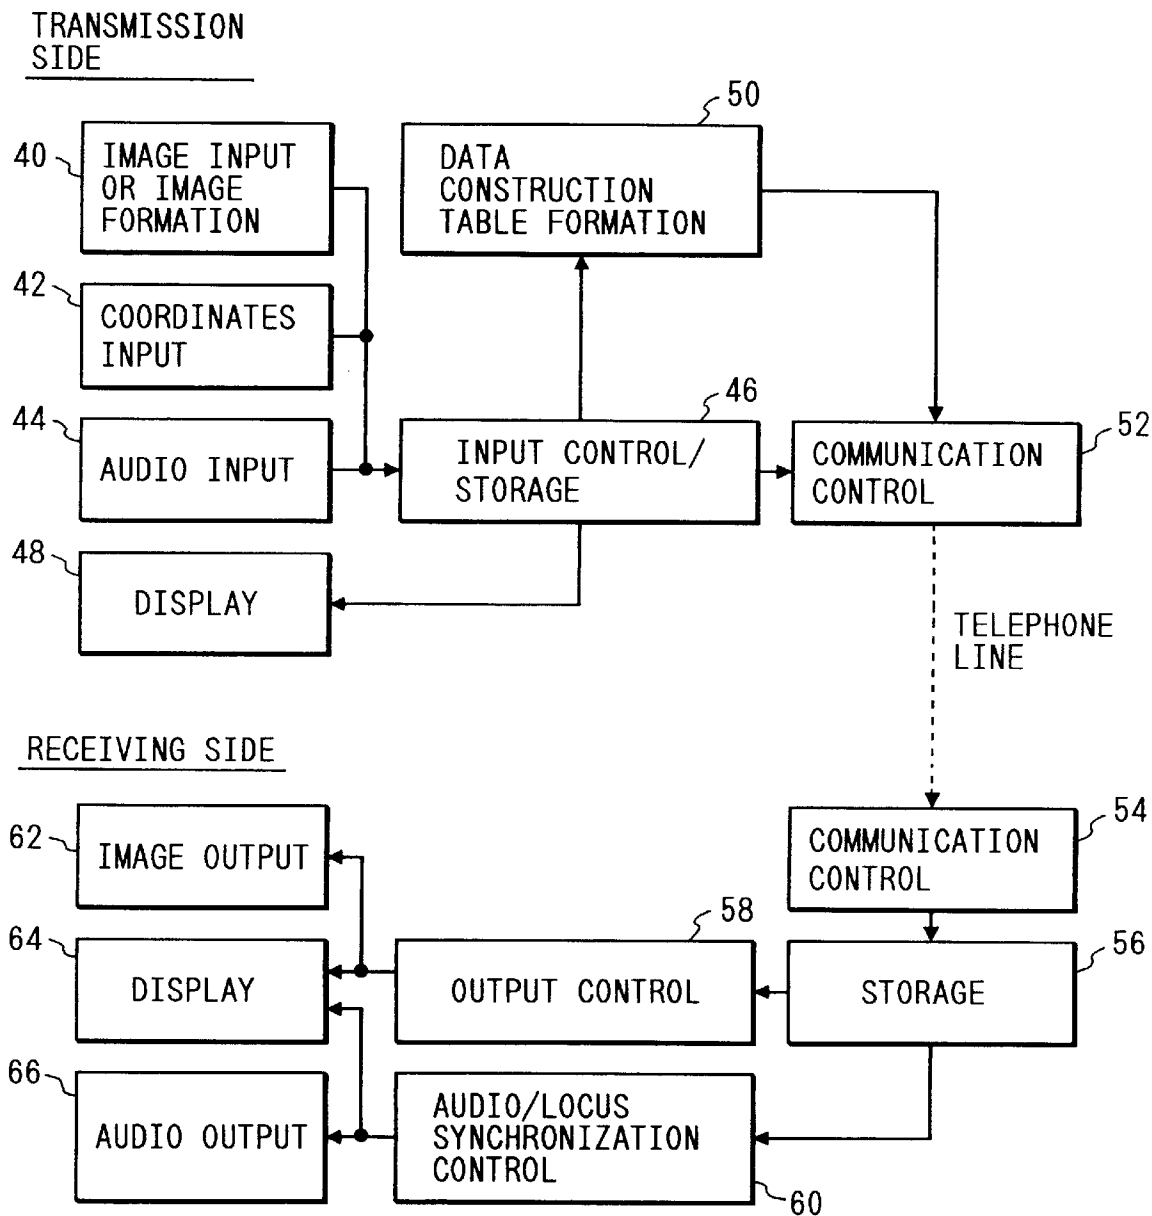 TRANSMISSION
SIDE
50
40
IMAGE INPUT
OR IMAGE
FORMATION
DATA
CONSTRUCTION
TABLE FORMATION
42
COORDINATES
INPUT
44
AUDIO INPUT
46
INPUT CONTROL/
STORAGE
52
COMMUNICATION
CONTROL
48
DISPLAY
TELEPHONE
LINE
RECEIVING SIDE
62
IMAGE OUTPUT
54
COMMUNICATION
CONTROL
64
DISPLAY
58
OUTPUT CONTROL
56
STORAGE
66
AUDIO OUTPUT
AUDIO/LOCUS
SYNCHRONIZATION
CONTROL
60